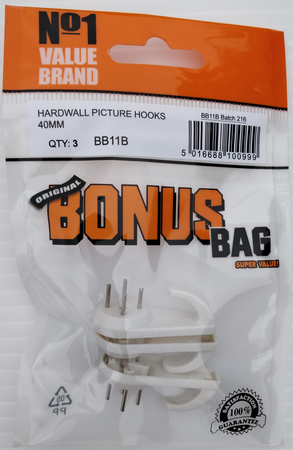 No1
VALUE
BRAND
HARDWALL PICTURE HOOKS
40MM
QTY: 3 BB11B
BB11B Batch 216
5 016688 100999
ORIGINAL
BONUS
BAG
SUPER VALUE!
SATISFACTION
100%
GUARANTEE